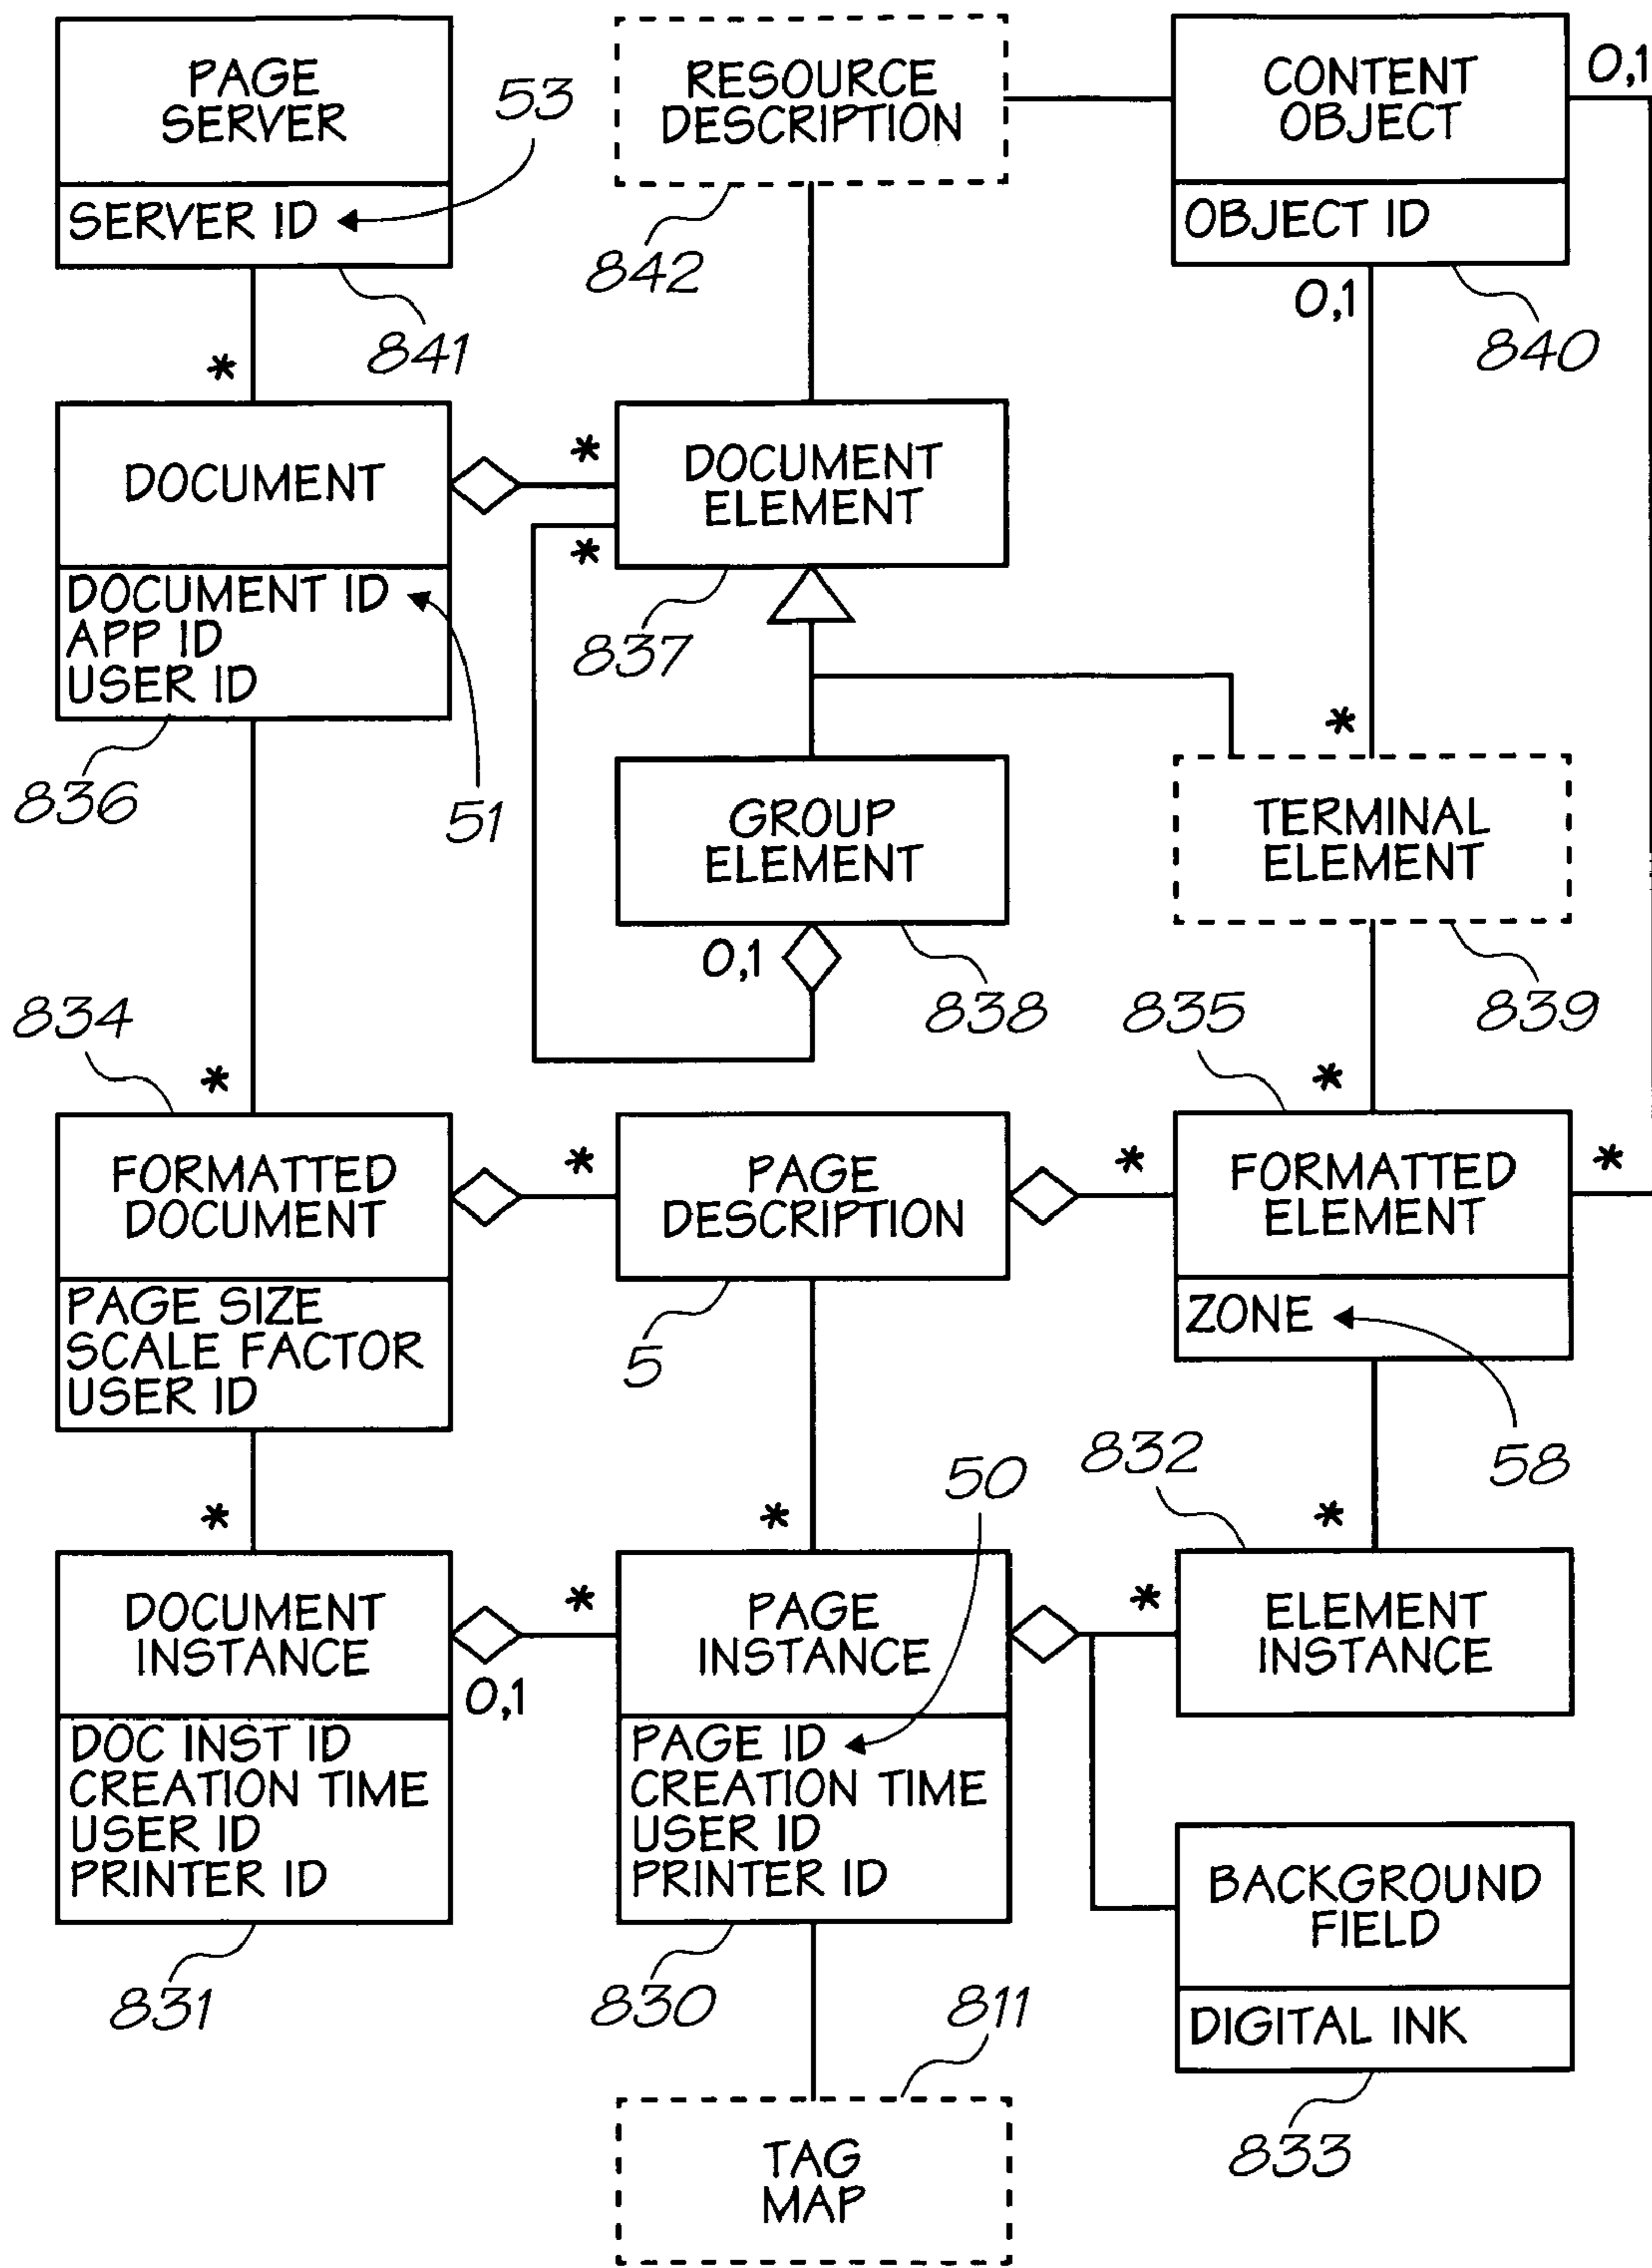 PAGE
SERVER
SERVER ID
53
841
RESOURCE
DESCRIPTION
842
CONTENT
OBJECT
OBJECT ID
0,1
0,1
840
*
DOCUMENT
DOCUMENT ID
APP ID
USER ID
836
51
*
*
DOCUMENT
ELEMENT
837
GROUP
ELEMENT
0,1
838
*
TERMINAL
ELEMENT
839
834
*
FORMATTED
DOCUMENT
PAGE SIZE
SCALE FACTOR
USER ID
*
PAGE
DESCRIPTION
5
835
*
*
*
FORMATTED
ELEMENT
ZONE
58
*
DOCUMENT
INSTANCE
0,1
DOC INST ID
CREATION TIME
USER ID
PRINTER ID
831
*
*
50
PAGE
INSTANCE
PAGE ID
CREATION TIME
USER ID
PRINTER ID
830
832
*
*
ELEMENT
INSTANCE
BACKGROUND
FIELD
DIGITAL INK
833
811
TAG
MAP